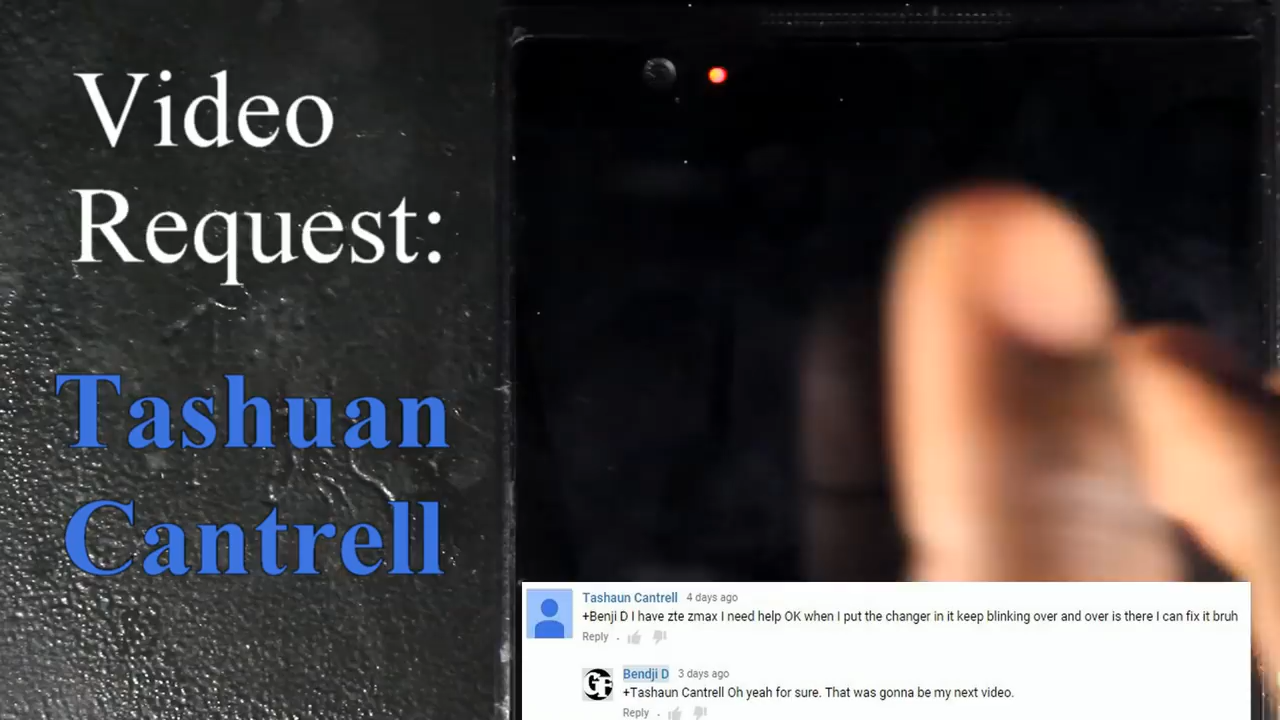 Video
Request:
Tashuan
Cantrell
Tashaun Cantrell 4 days ago
+Benji D I have zte zmax I need help OK when I put the changer in it keep blinking over and over is there I can fix it bruh
Reply .
Bendji D 3 days ago
+Tashaun Cantrell Oh yeah for sure. That was gonna be my next video.
Reply .